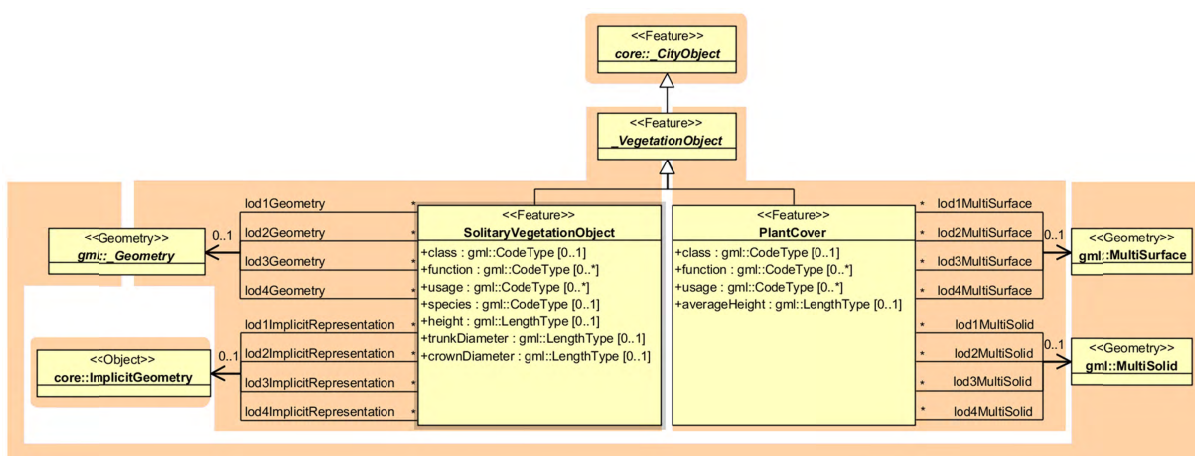 <<Feature>>
core::_CityObject
<<Feature>>
_VegetationObject
lod1Geometry *
lod2Geometry *
lod3Geometry *
lod4Geometry *
0..1
<<Geometry>>
gml::_Geometry
lod1ImplicitRepresentation *
lod2ImplicitRepresentation *
lod3ImplicitRepresentation *
lod4ImplicitRepresentation *
0..1
<<Object>>
core::ImplicitGeometry
<<Feature>>
SolitaryVegetationObject
+class : gml::CodeType [0..1]
+function : gml::CodeType [0..*]
+usage : gml::CodeType [0..*]
+species : gml::CodeType [0..1]
+height : gml::LengthType [0..1]
+trunkDiameter : gml::LengthType [0..1]
+crownDiameter : gml::LengthType [0..1]
<<Feature>>
PlantCover
+class : gml::CodeType [0..1]
+function : gml::CodeType [0..*]
+usage : gml::CodeType [0..*]
+averageHeight : gml::LengthType [0..1]
* lod1MultiSurface
* lod2MultiSurface
* lod3MultiSurface
* lod4MultiSurface
0..1
<<Geometry>>
gml::MultiSurface
* lod1MultiSolid
* lod2MultiSolid
* lod3MultiSolid
* lod4MultiSolid
0..1
<<Geometry>>
gml::MultiSolid